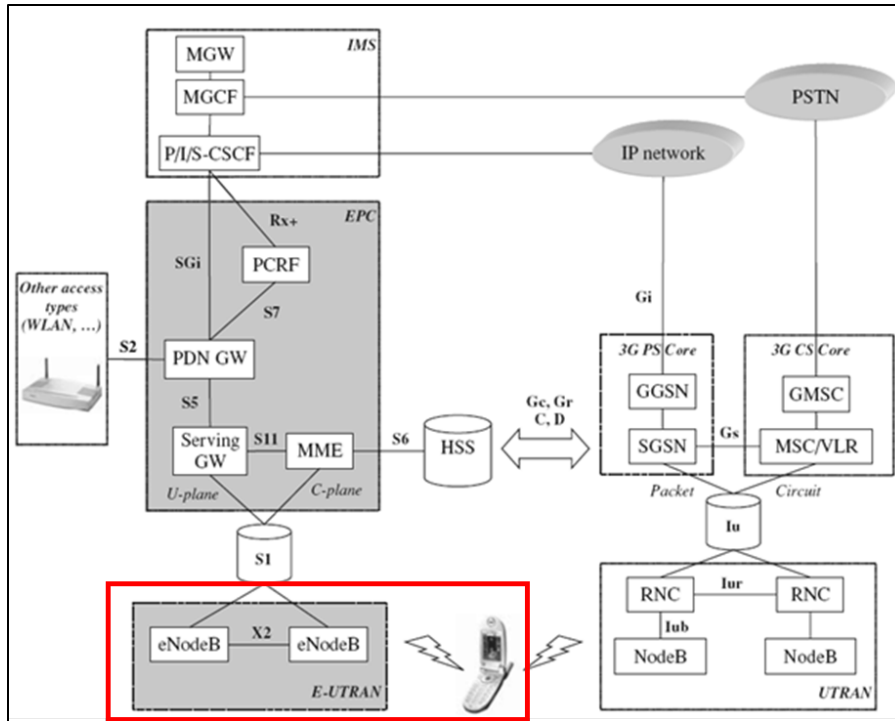 IMS
MGW
MGCF
PSTN
P/I/S-CSCF
IP network
EPC
Rx+
SGi
PCRF
Gi
Other access
types
(WLAN, ...)
S7
S2
PDN GW
3G PS Core
3G CS Core
S5
GGSN
GMSC
Gc, Gr
C, D
Serving
GW
S11
MME
S6
HSS
SGSN
Gs
MSC/VLR
U-plane
C-plane
Packet
Circuit
S1
Iu
RNC
Iur
RNC
eNodeB
X2
eNodeB
Iub
NodeB
NodeB
E-UTRAN
UTRAN